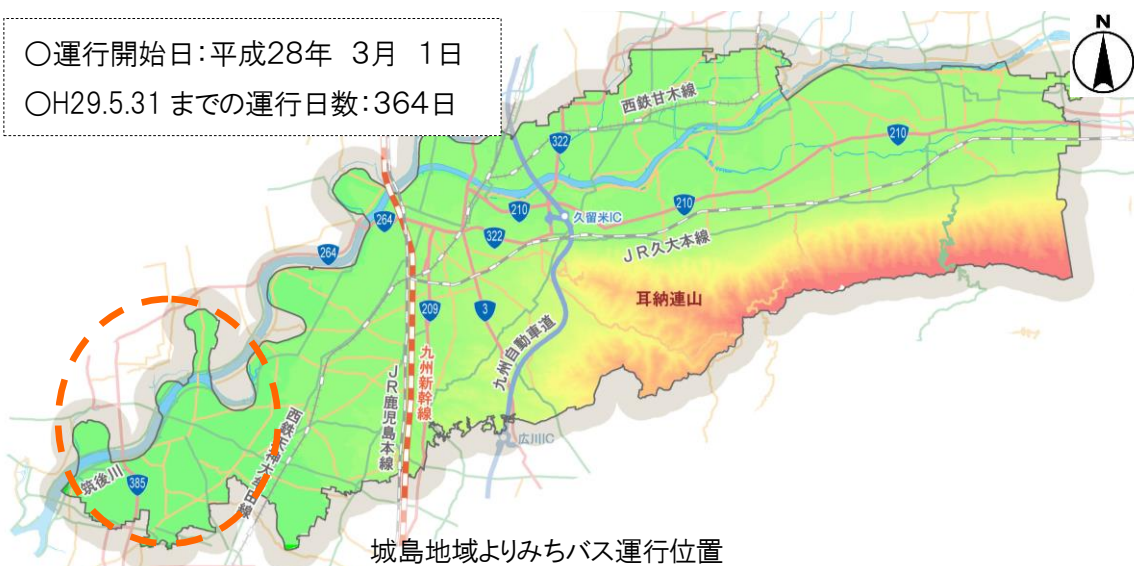 ○運行開始日:平成28年 3月 1日
○H29.5.31 までの運行日数:364日
N
西鉄甘木線
322
210
210
210
久留米IC
264
322
264
JR久大本線
耳納連山
209
3
九州自動車道
九州新幹線
JR鹿児島本線
西鉄天神大牟田線
広川IC
筑後川
385
城島地域よりみちバス運行位置